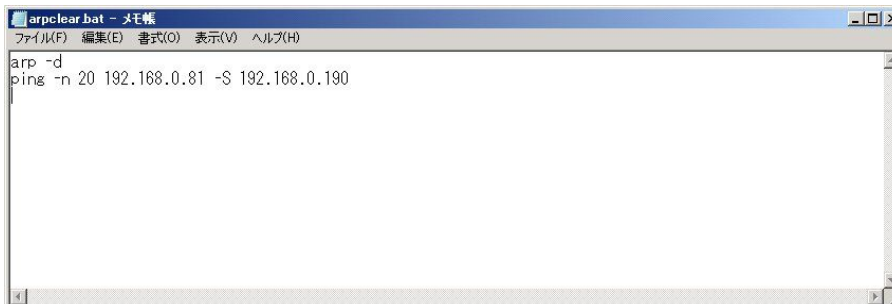 arpclear.bat - メモ帳
ファイル(F) 編集(E) 書式(O) 表示(V) ヘルプ(H)
arp -d
ping -n 20 192.168.0.81 -S 192.168.0.190